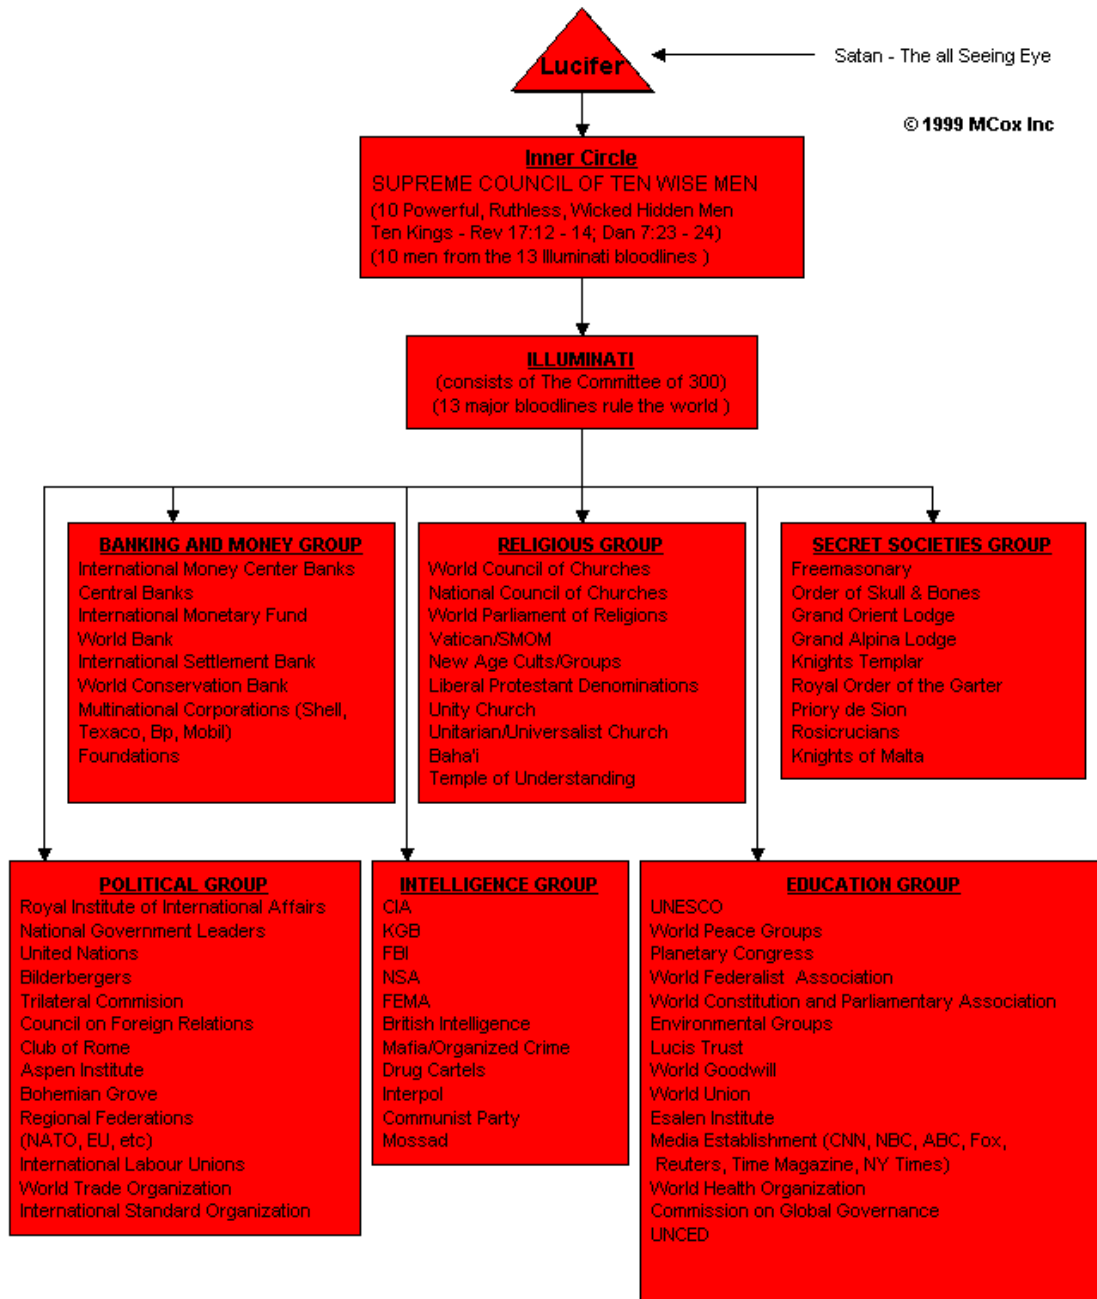 Lucifer
Satan - The all Seeing Eye
© 1999 MCox Inc
Inner Circle
SUPREME COUNCIL OF TEN WISE MEN
(10 Powerful, Ruthless, Wicked Hidden Men
Ten Kings - Rev 17:12 - 14; Dan 7:23 - 24)
(10 men from the 13 Illuminati bloodlines )
ILLUMINATI
(consists of The Committee of 300)
(13 major bloodlines rule the world )
BANKING AND MONEY GROUP
International Money Center Banks
Central Banks
International Monetary Fund
World Bank
International Settlement Bank
World Conservation Bank
Multinational Corporations (Shell,
Texaco, Bp, Mobil)
Foundations
RELIGIOUS GROUP
World Council of Churches
National Council of Churches
World Parliament of Religions
Vatican/SMOM
New Age Cults/Groups
Liberal Protestant Denominations
Unity Church
Unitarian/Universalist Church
Baha'i
Temple of Understanding
SECRET SOCIETIES GROUP
Freemasonary
Order of Skull & Bones
Grand Orient Lodge
Grand Alpina Lodge
Knights Templar
Royal Order of the Garter
Priory de Sion
Rosicrucians
Knights of Malta
POLITICAL GROUP
Royal Institute of International Affairs
National Government Leaders
United Nations
Bilderbergers
Trilateral Commision
Council on Foreign Relations
Club of Rome
Aspen Institute
Bohemian Grove
Regional Federations
(NATO, EU, etc)
International Labour Unions
World Trade Organization
International Standard Organization
INTELLIGENCE GROUP
CIA
KGB
FBI
NSA
FEMA
British Intelligence
Mafia/Organized Crime
Drug Cartels
Interpol
Communist Party
Mossad
EDUCATION GROUP
UNESCO
World Peace Groups
Planetary Congress
World Federalist Association
World Constitution and Parliamentary Association
Environmental Groups
Lucis Trust
World Goodwill
World Union
Esalen Institute
Media Establishment (CNN, NBC, ABC, Fox,
Reuters, Time Magazine, NY Times)
World Health Organization
Commission on Global Governance
UNCED